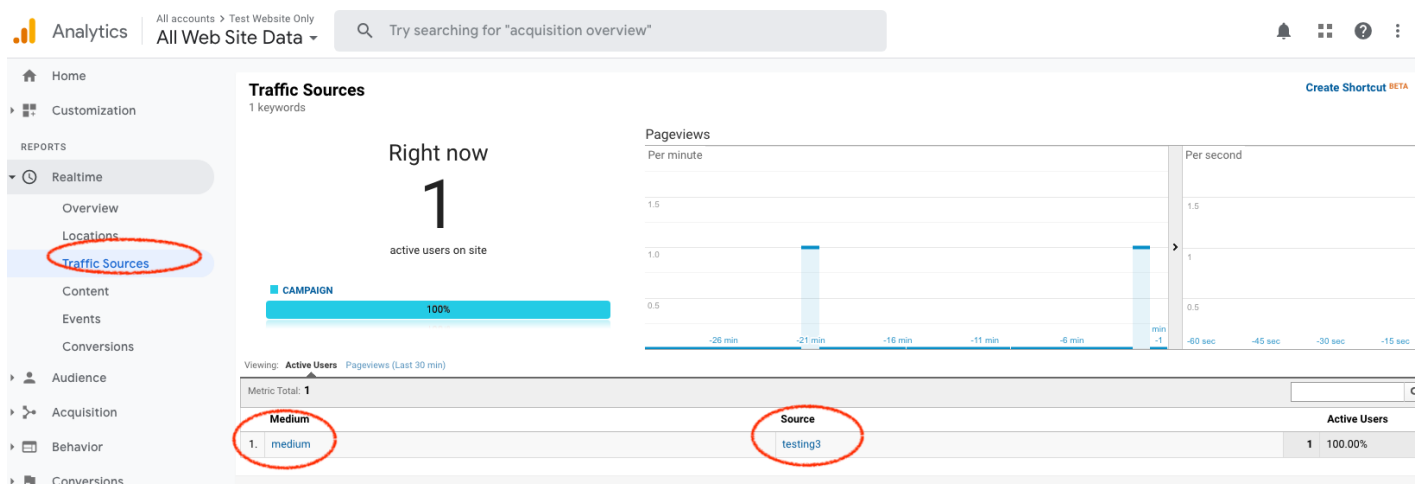 Analytics
All accounts > Test Website Only
All Web Site Data
Try searching for "acquisition overview"
Home
Customization
REPORTS
Realtime
Overview
Locations
Traffic Sources
Content
Events
Conversions
Audience
Acquisition
Behavior
Conversions
Traffic Sources
1 keywords
Create Shortcut BETA
Right now
1
active users on site
CAMPAIGN
100%
Pageviews
Per minute
1.5
1.0
0.5
-26 min
-21 min
-16 min
-11 min
-6 min
min
-1
Per second
1.5
1
0.5
-60 sec
-45 sec
-30 sec
-15 sec
Viewing: Active Users Pageviews (Last 30 min)
Metric Total: 1
Medium Source Active Users
1. medium testing3 1 100.00%